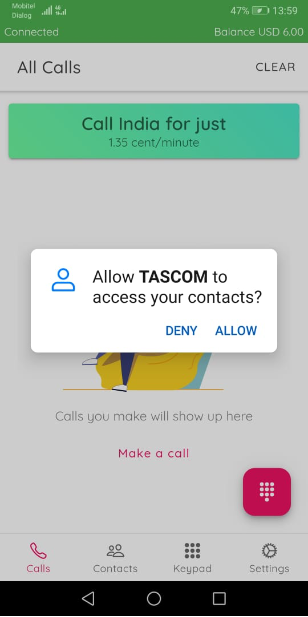 Mobitel
Dialog
4G
47%
13:59
Connected
Balance USD 6.00
All Calls
CLEAR
Call India for just
1.35 cent/minute
Allow TASCOM to
access your contacts?
DENY
ALLOW
Calls you make will show up here
Make a call
Calls
Contacts
Keypad
Settings